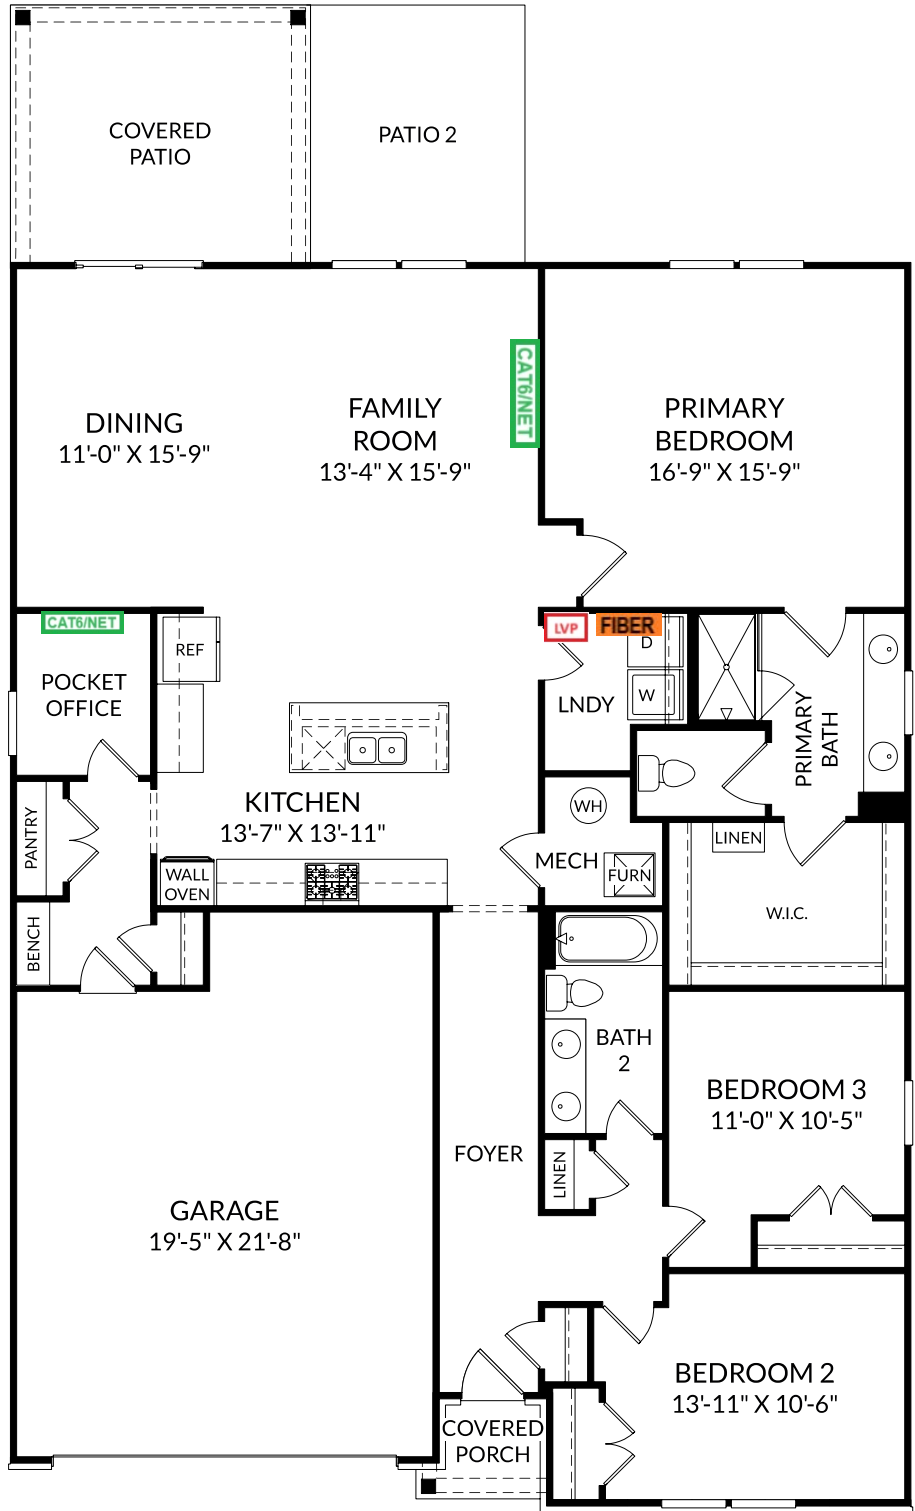 COVERED
PATIO
PATIO 2
DINING
11'-0" X 15'-9"
FAMILY
ROOM
13'-4" X 15'-9"
CAT6/NET
PRIMARY
BEDROOM
16'-9" X 15'-9"
CAT6/NET
POCKET
OFFICE
REF
LVP
FIBER
D
W
LNDY
PRIMARY
BATH
KITCHEN
13'-7" X 13'-11"
PANTRY
WALL
OVEN
WH
MECH
FURN
LINEN
W.I.C.
BENCH
BATH
2
BEDROOM 3
11'-0" X 10'-5"
FOYER
LINEN
GARAGE
19'-5" X 21'-8"
BEDROOM 2
13'-11" X 10'-6"
COVERED
PORCH